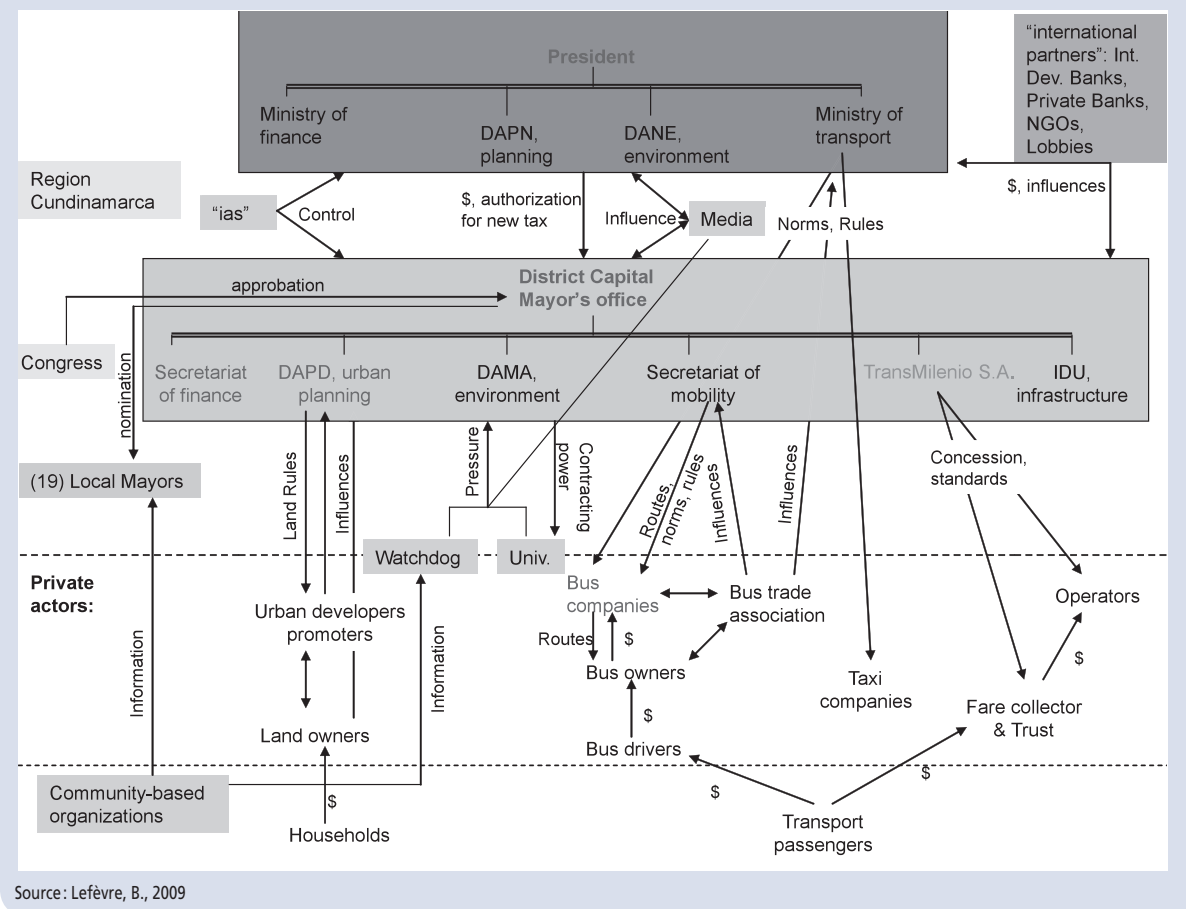 President
Ministry of
finance
DAPN,
planning
DANE,
environment
Ministry of
transport
“international
partners”: Int.
Dev. Banks,
Private Banks,
NGOs,
Lobbies
Region
Cundinamarca
“ias”
Control
$, authorization
for new tax
Influence
Media
Norms, Rules
$, influences
approbation
District Capital
Mayor’s office
Congress
nomination
Secretariat
of finance
DAPD, urban
planning
DAMA,
environment
Secretariat of
mobility
TransMilenio S.A.
IDU,
infrastructure
(19) Local Mayors
Land Rules
Influences
Pressure
Contracting
power
Routes,
norms, rules
Influences
Influences
Concession,
standards
Watchdog
Univ.
Private
actors:
Information
Urban developers
promoters
Information
Bus
companies
Bus trade
association
Operators
Routes
$
Bus owners
$
Taxi
companies
$
Fare collector
& Trust
Land owners
Bus drivers
Community-based
organizations
$
Households
$
$
Transport
passengers
Source: Lefèvre, B., 2009